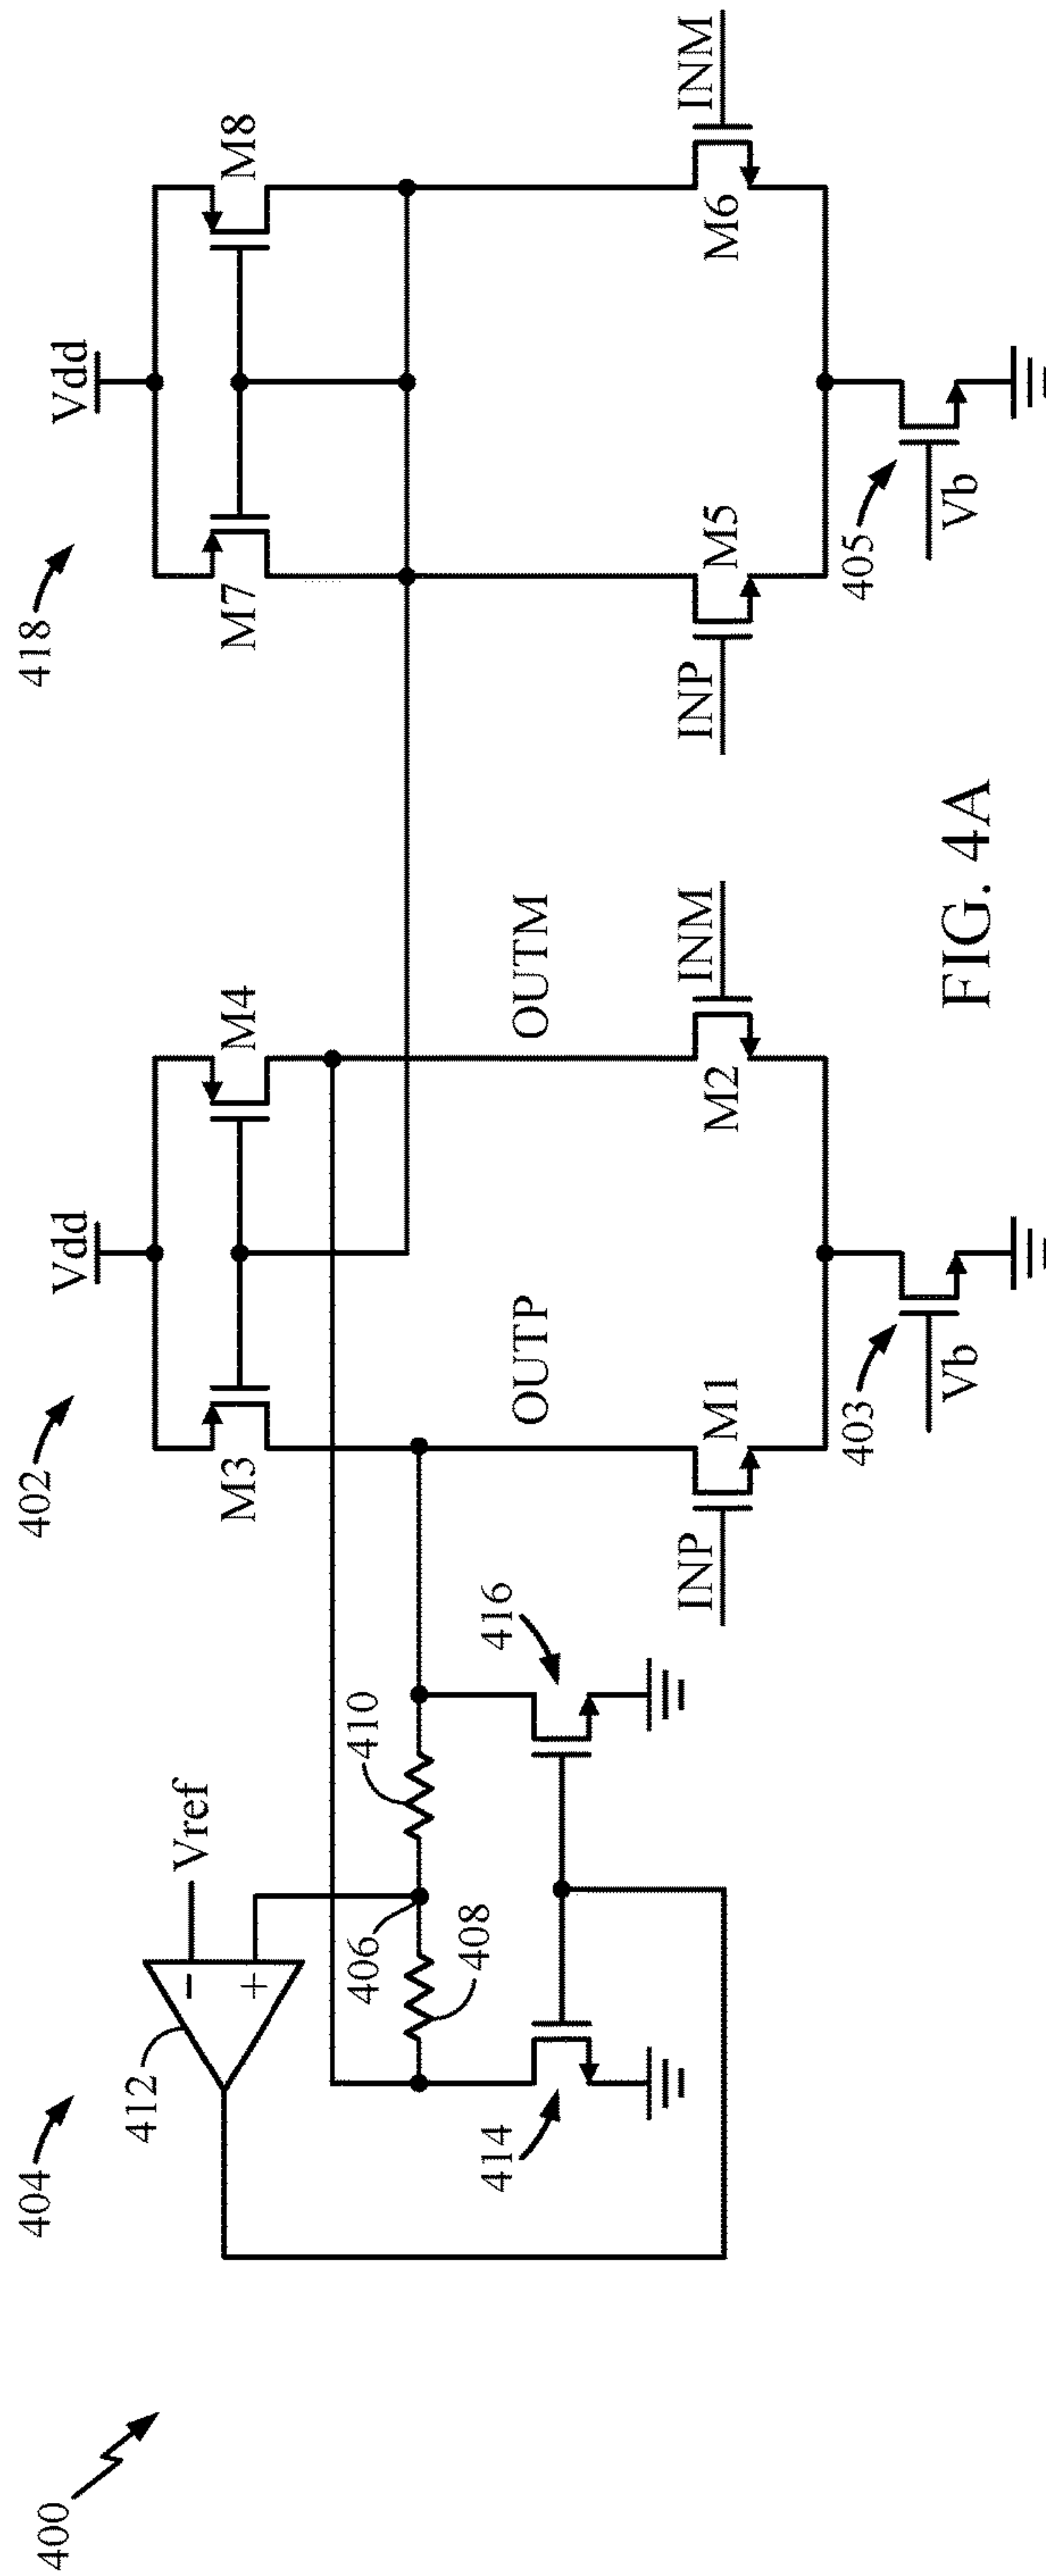 400
404
402
418
412
Vref
Vdd
Vdd
M3
M4
M7
M8
406
410
408
OUTP
OUTM
414
416
INP
M1
M2
INM
INP
M5
M6
INM
403
Vb
405
Vb
−
+
FIG. 4A